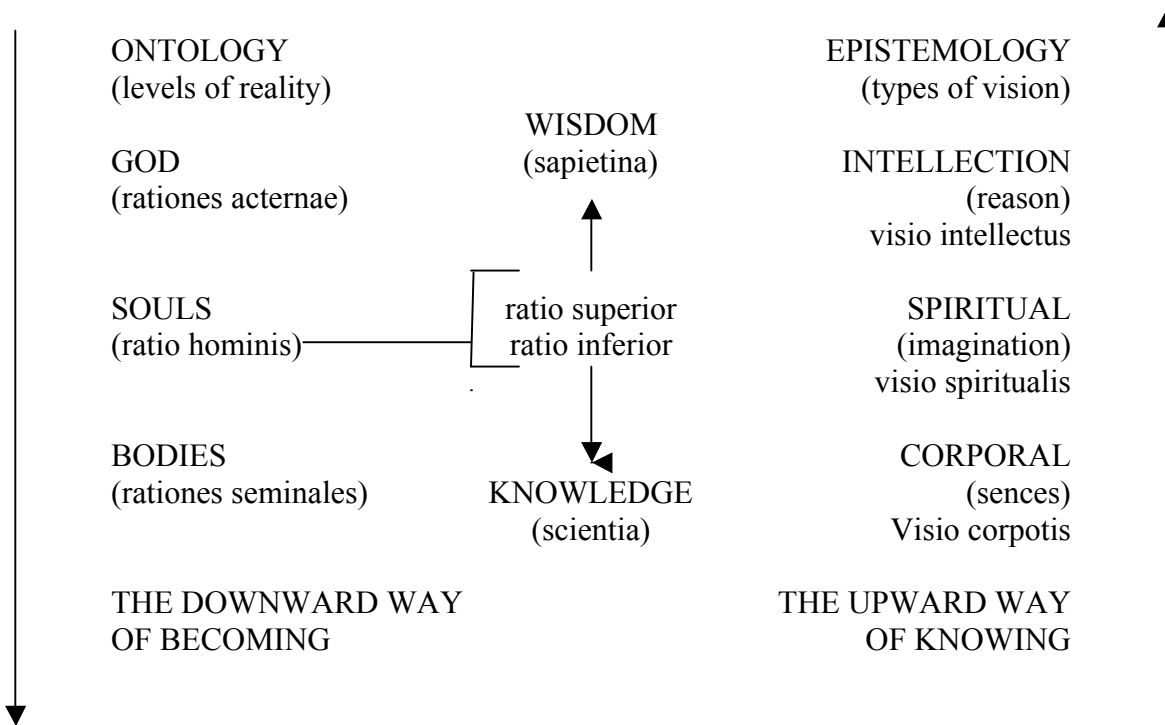 ONTOLOGY
(levels of reality)
EPISTEMOLOGY
(types of vision)
WISDOM
(sapietina)
GOD
(rationes acternae)
INTELLECTION
(reason)
visio intellectus
SOULS
(ratio hominis)
ratio superior
ratio inferior
SPIRITUAL
(imagination)
visio spiritualis
BODIES
(rationes seminales)
KNOWLEDGE
(scientia)
CORPORAL
(sences)
Visio corpotis
THE DOWNWARD WAY
OF BECOMING
THE UPWARD WAY
OF KNOWING